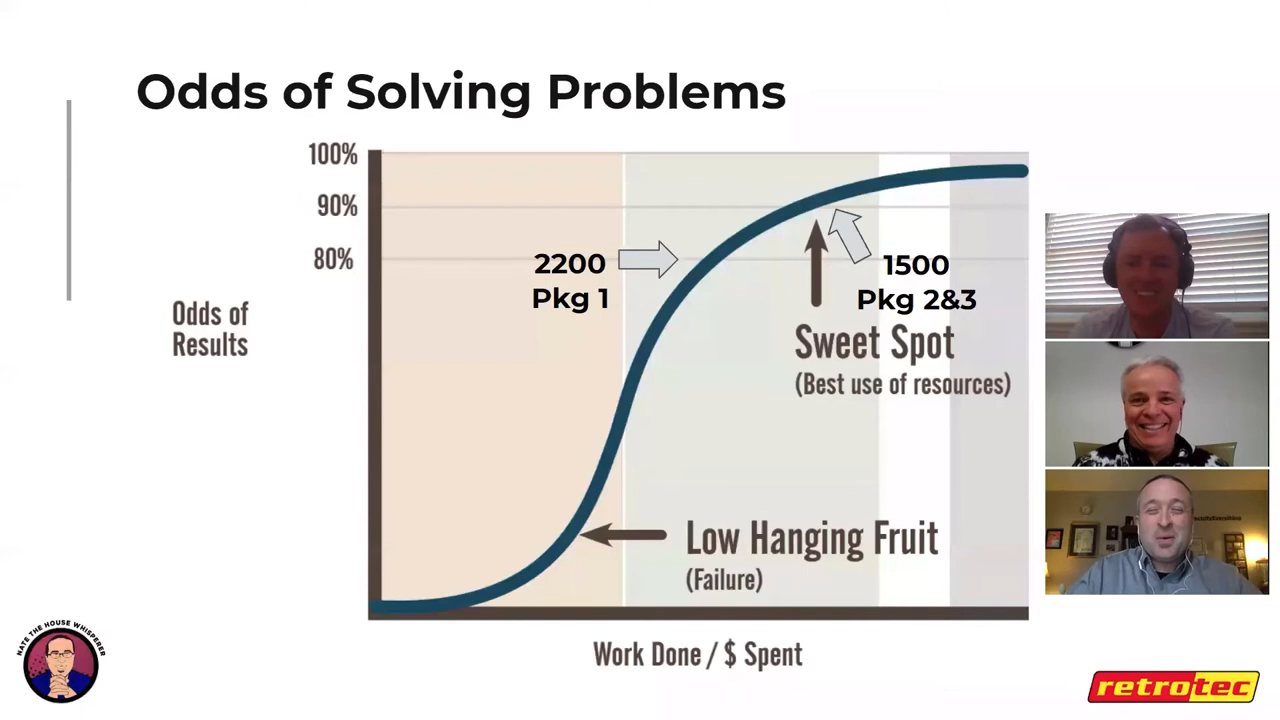 Odds of Solving Problems
100%
90%
80%
Odds of
Results
2200
Pkg 1
1500
Pkg 2&3
Sweet Spot
(Best use of resources)
Low Hanging Fruit
(Failure)
Work Done / $ Spent
NATE THE HOUSE WHISPERER
retrotec